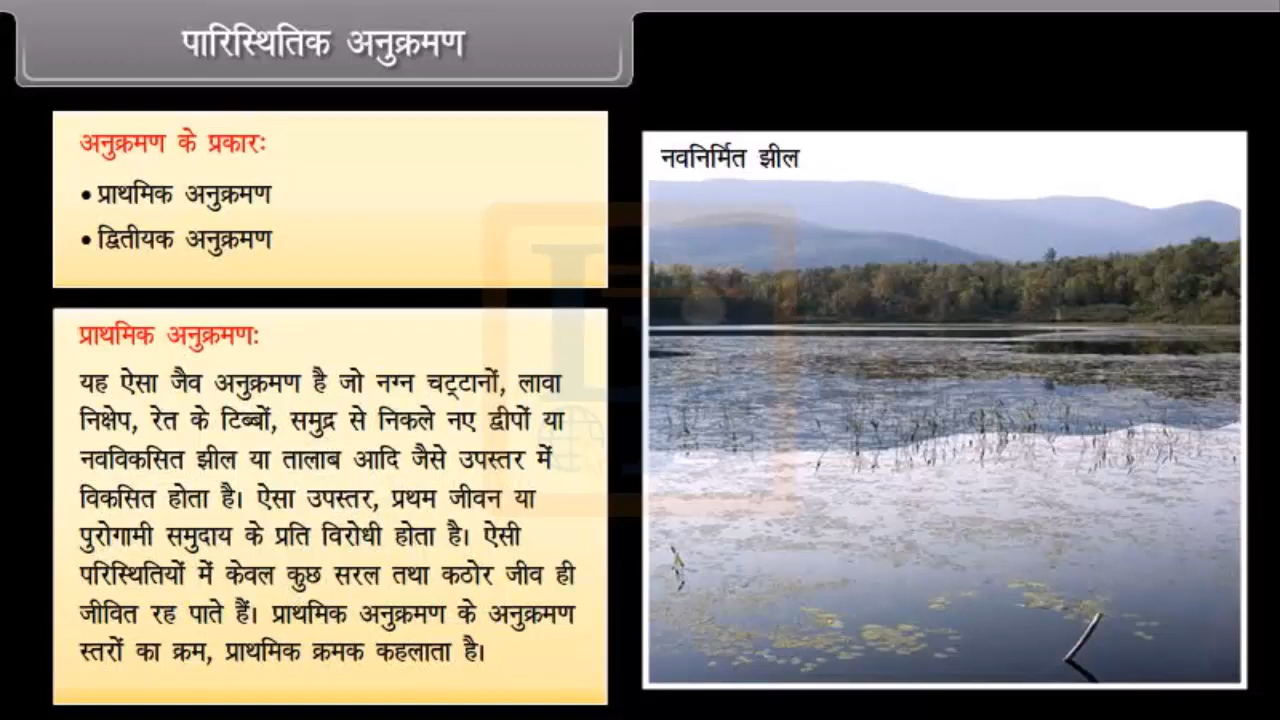 पारिस्थितिक अनुक्रमण
अनुक्रमण के प्रकारः
• प्राथमिक अनुक्रमण
• द्वितीयक अनुक्रमण
प्राथमिक अनुक्रमणः
यह ऐसा जैव अनुक्रमण है जो नग्न चट्टानों, लावा
निक्षेप, रेत के टिब्बों, समुद्र से निकले नए द्वीपों या
नवविकसित झील या तालाब आदि जैसे उपस्तर में
विकसित होता है। ऐसा उपस्तर, प्रथम जीवन या
पुरोगामी समुदाय के प्रति विरोधी होता है। ऐसी
परिस्थितियों में केवल कुछ सरल तथा कठोर जीव ही
जीवित रह पाते हैं। प्राथमिक अनुक्रमण के अनुक्रमण
स्तरों का क्रम, प्राथमिक क्रमक कहलाता है।
नवनिर्मित झील